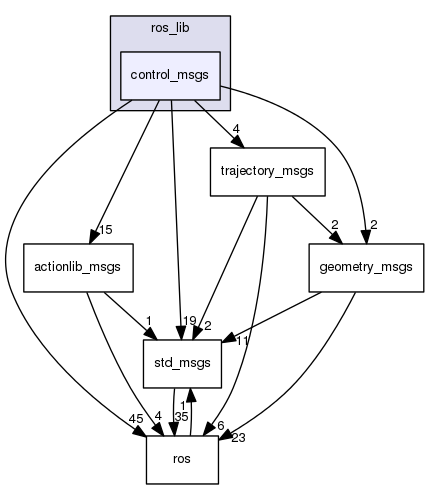 ros_lib
control_msgs
4
trajectory_msgs
15
2
2
actionlib_msgs
geometry_msgs
1
19
2
11
std_msgs
1
45
4
35
6
23
ros